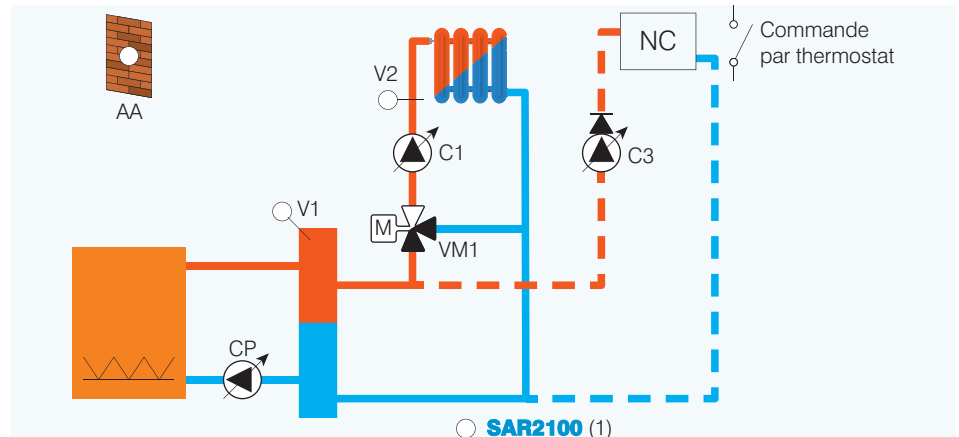 AA
V2
C1
M
VM1
V1
CP
NC
C3
Commande
par thermostat
SAR2100 (1)